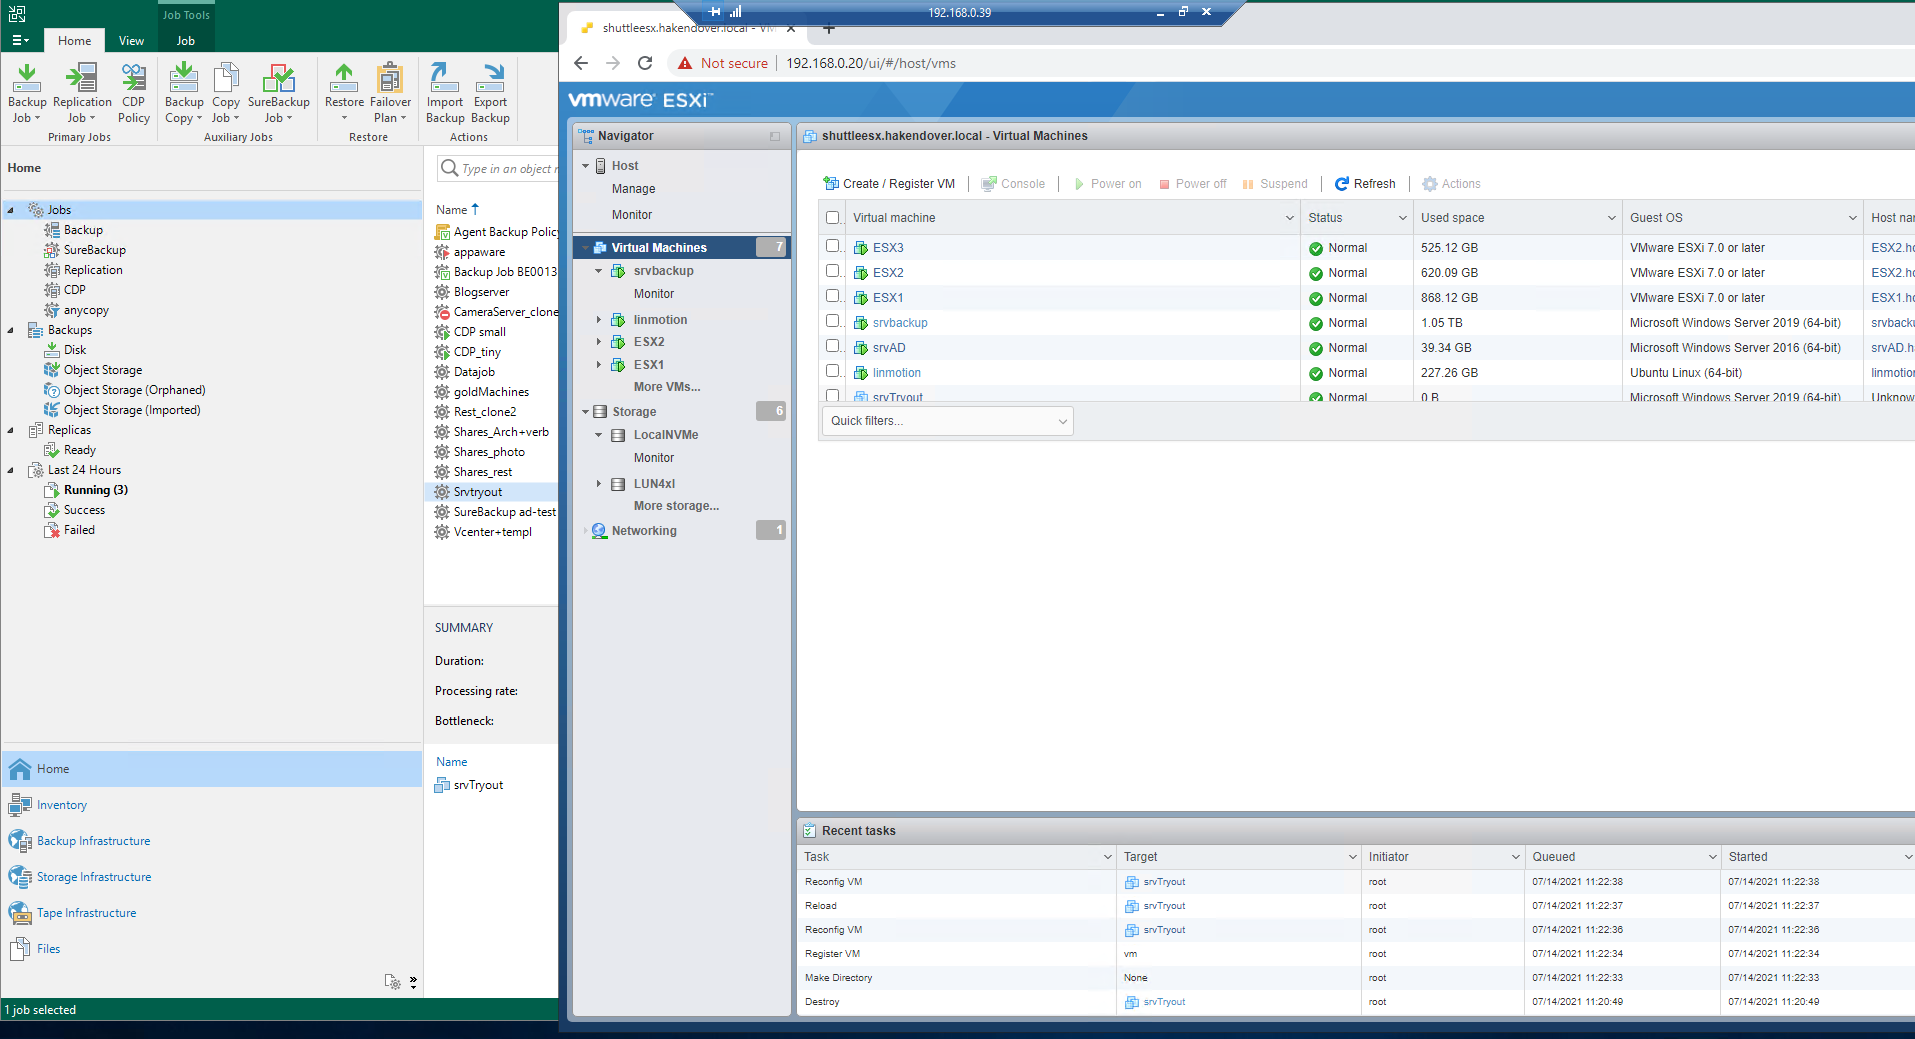 Job Tools
Home View Job
Backup Job
Replication Job
CDP Policy
Primary Jobs
Backup Copy
Copy Job
SureBackup Job
Auxiliary Jobs
Restore
Failover Plan
Restore
Import Backup
Export Backup
Actions
Home
Jobs
Backup
SureBackup
Replication
CDP
anycopy
Backups
Disk
Object Storage
Object Storage (Orphaned)
Object Storage (Imported)
Replicas
Ready
Last 24 Hours
Running (3)
Success
Failed
Home
Inventory
Backup Infrastructure
Storage Infrastructure
Tape Infrastructure
Files
1 job selected
Type in an object n
Name
Agent Backup Policy
appaware
Backup Job BE0013
Blogserver
CameraServer_clone
CDP small
CDP_tiny
Datajob
goldMachines
Rest_clone2
Shares_Arch+verb
Shares_photo
Shares_rest
Srvtryout
SureBackup ad-test
Vcenter+templ
SUMMARY
Duration:
Processing rate:
Bottleneck:
Name
srvTryout
192.168.0.39
shuttleesx.hakendover.local - VM
Not secure 192.168.0.20/ui/#/host/vms
vmware ESXi™
Navigator
Host
Manage
Monitor
Virtual Machines 7
srvbackup
Monitor
linmotion
ESX2
ESX1
More VMs...
Storage 6
LocalNVMe
Monitor
LUN4xl
More storage...
Networking 1
shuttleesx.hakendover.local - Virtual Machines
Create / Register VM Console Power on Power off Suspend Refresh Actions
Virtual machine Status Used space Guest OS Host nar
ESX3 Normal 525.12 GB VMware ESXi 7.0 or later ESX2.ho
ESX2 Normal 620.09 GB VMware ESXi 7.0 or later ESX2.ho
ESX1 Normal 868.12 GB VMware ESXi 7.0 or later ESX1.ho
srvbackup Normal 1.05 TB Microsoft Windows Server 2019 (64-bit) srvbacku
srvAD Normal 39.34 GB Microsoft Windows Server 2016 (64-bit) srvAD.h
linmotion Normal 227.26 GB Ubuntu Linux (64-bit) linmotion
srvTryout Normal 0 B Microsoft Windows Server 2019 (64-bit) Unknow
Quick filters...
Recent tasks
Task Target Initiator Queued Started
Reconfig VM srvTryout root 07/14/2021 11:22:38 07/14/2021 11:22:38
Reload srvTryout root 07/14/2021 11:22:37 07/14/2021 11:22:37
Reconfig VM srvTryout root 07/14/2021 11:22:36 07/14/2021 11:22:36
Register VM vm root 07/14/2021 11:22:34 07/14/2021 11:22:34
Make Directory None root 07/14/2021 11:22:33 07/14/2021 11:22:33
Destroy srvTryout root 07/14/2021 11:20:49 07/14/2021 11:20:49